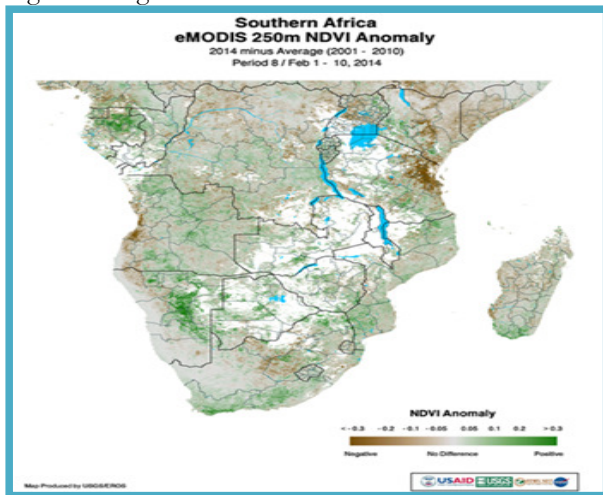 Southern Africa
eMODIS 250m NDVI Anomaly
2014 minus Average (2001 - 2010)
Period 8 / Feb 1 - 10, 2014
NDVI Anomaly
<-0.3 -0.2 -0.1 -0.05 0.05 0.1 0.2 >0.3
Negative No Difference Positive
Map Produced by USGS/EROS
USAID USGS